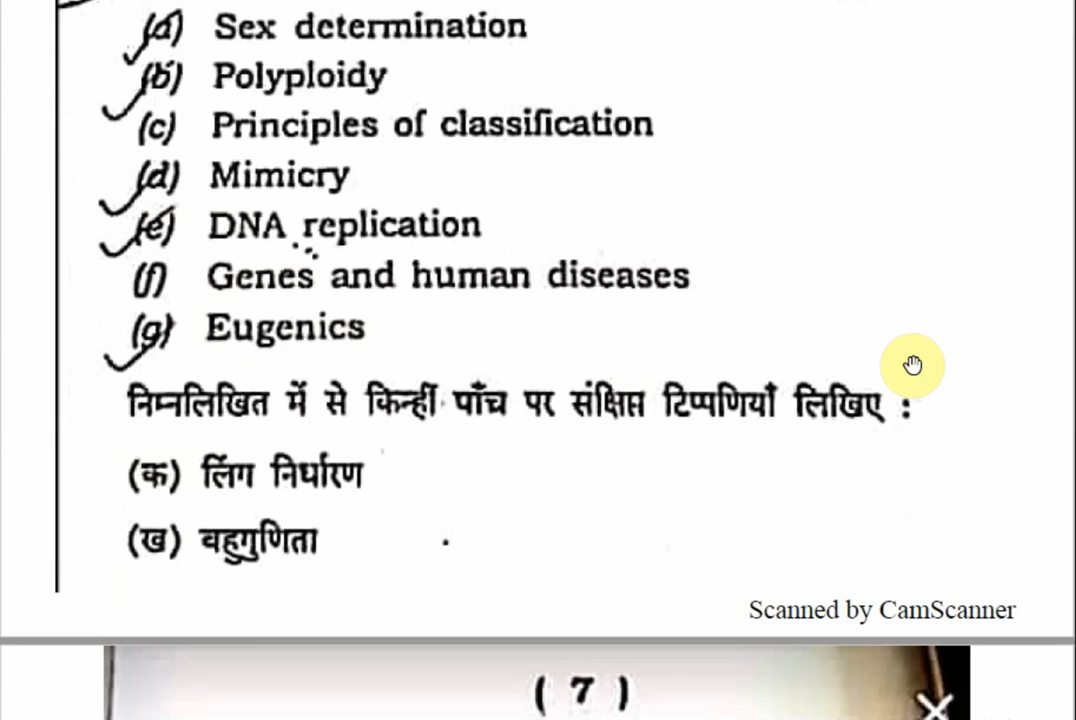 (a) Sex determination
(b) Polyploidy
(c) Principles of classification
(d) Mimicry
(e) DNA replication
(f) Genes and human diseases
(g) Eugenics
निम्नलिखित में से किन्हीं पाँच पर संक्षिप्त टिप्पणियाँ लिखिए :
(क) लिंग निर्धारण
(ख) बहुगुणिता
Scanned by CamScanner
( 7 )